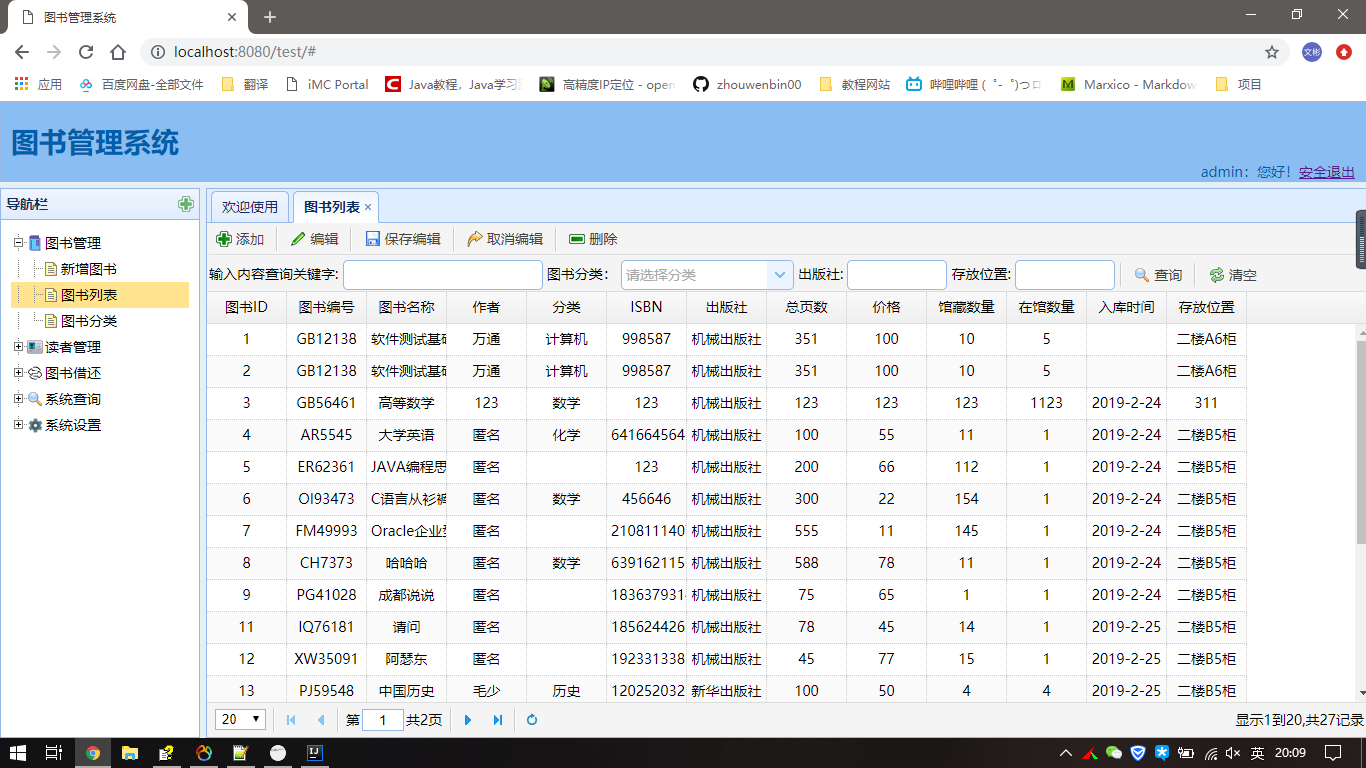 图书管理系统
localhost:8080/test/#
文彬
应用 百度网盘-全部文件 翻译 iMC Portal Java教程，Java学习 高精度IP定位 - open zhouwenbin00 教程网站 哔哩哔哩 ( ゜- ゜)つロ Marxico - Markdow 项目
图书管理系统
admin：您好！安全退出
导航栏
图书管理
新增图书
图书列表
图书分类
读者管理
图书借还
系统查询
系统设置
欢迎使用 图书列表
添加 编辑 保存编辑 取消编辑 删除
输入内容查询关键字: 图书分类： 请选择分类 出版社: 存放位置: 查询 清空
图书ID 图书编号 图书名称 作者 分类 ISBN 出版社 总页数 价格 馆藏数量 在馆数量 入库时间 存放位置
1 GB12138 软件测试基础 万通 计算机 998587 机械出版社 351 100 10 5 二楼A6柜
2 GB12138 软件测试基础 万通 计算机 998587 机械出版社 351 100 10 5 二楼A6柜
3 GB56461 高等数学 123 数学 123 机械出版社 123 123 123 1123 2019-2-24 311
4 AR5545 大学英语 匿名 化学 641664564 机械出版社 100 55 11 1 2019-2-24 二楼B5柜
5 ER62361 JAVA编程思 匿名 123 机械出版社 200 66 112 1 2019-2-24 二楼B5柜
6 OI93473 C语言从衫裤 匿名 数学 456646 机械出版社 300 22 154 1 2019-2-24 二楼B5柜
7 FM49993 Oracle企业型 匿名 210811140 机械出版社 555 11 145 1 2019-2-24 二楼B5柜
8 CH7373 哈哈哈 匿名 数学 639162115 机械出版社 588 78 11 1 2019-2-24 二楼B5柜
9 PG41028 成都说说 匿名 183637931 机械出版社 75 65 1 1 2019-2-24 二楼B5柜
11 IQ76181 请问 匿名 185624426 机械出版社 78 45 14 1 2019-2-25 二楼B5柜
12 XW35091 阿瑟东 匿名 192331338 机械出版社 45 77 15 1 2019-2-25 二楼B5柜
13 PJ59548 中国历史 毛少 历史 120252032 新华出版社 100 50 4 4 2019-2-25 二楼B5柜
20 第 1 共2页 显示1到20,共27记录
英 20:09